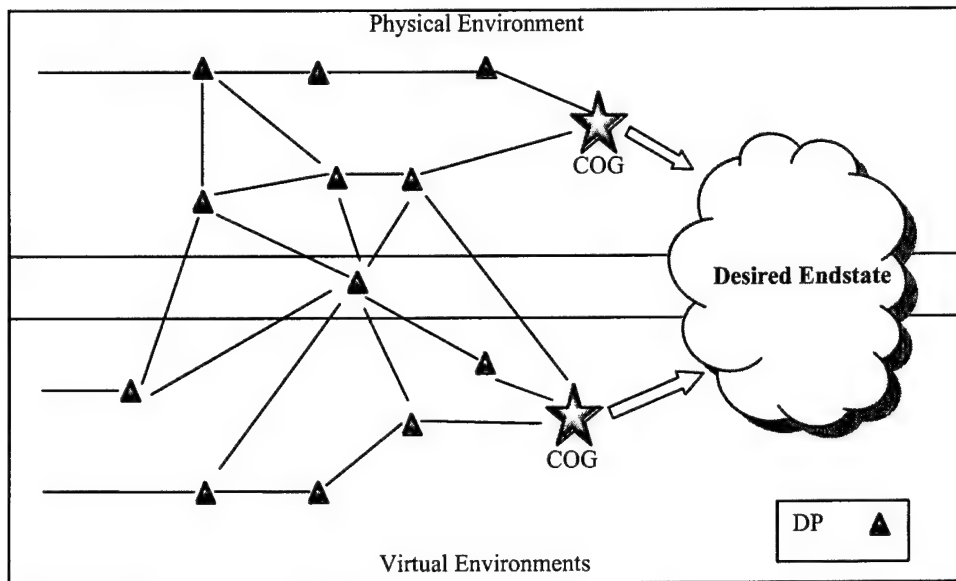 Physical Environment
COG
Desired Endstate
COG
DP
Virtual Environments